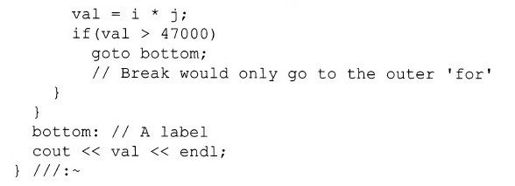 val = i * j;
if(val > 47000)
goto bottom;
// Break would only go to the outer 'for'
}
}
bottom: // A label
cout << val << endl;
} ///:~